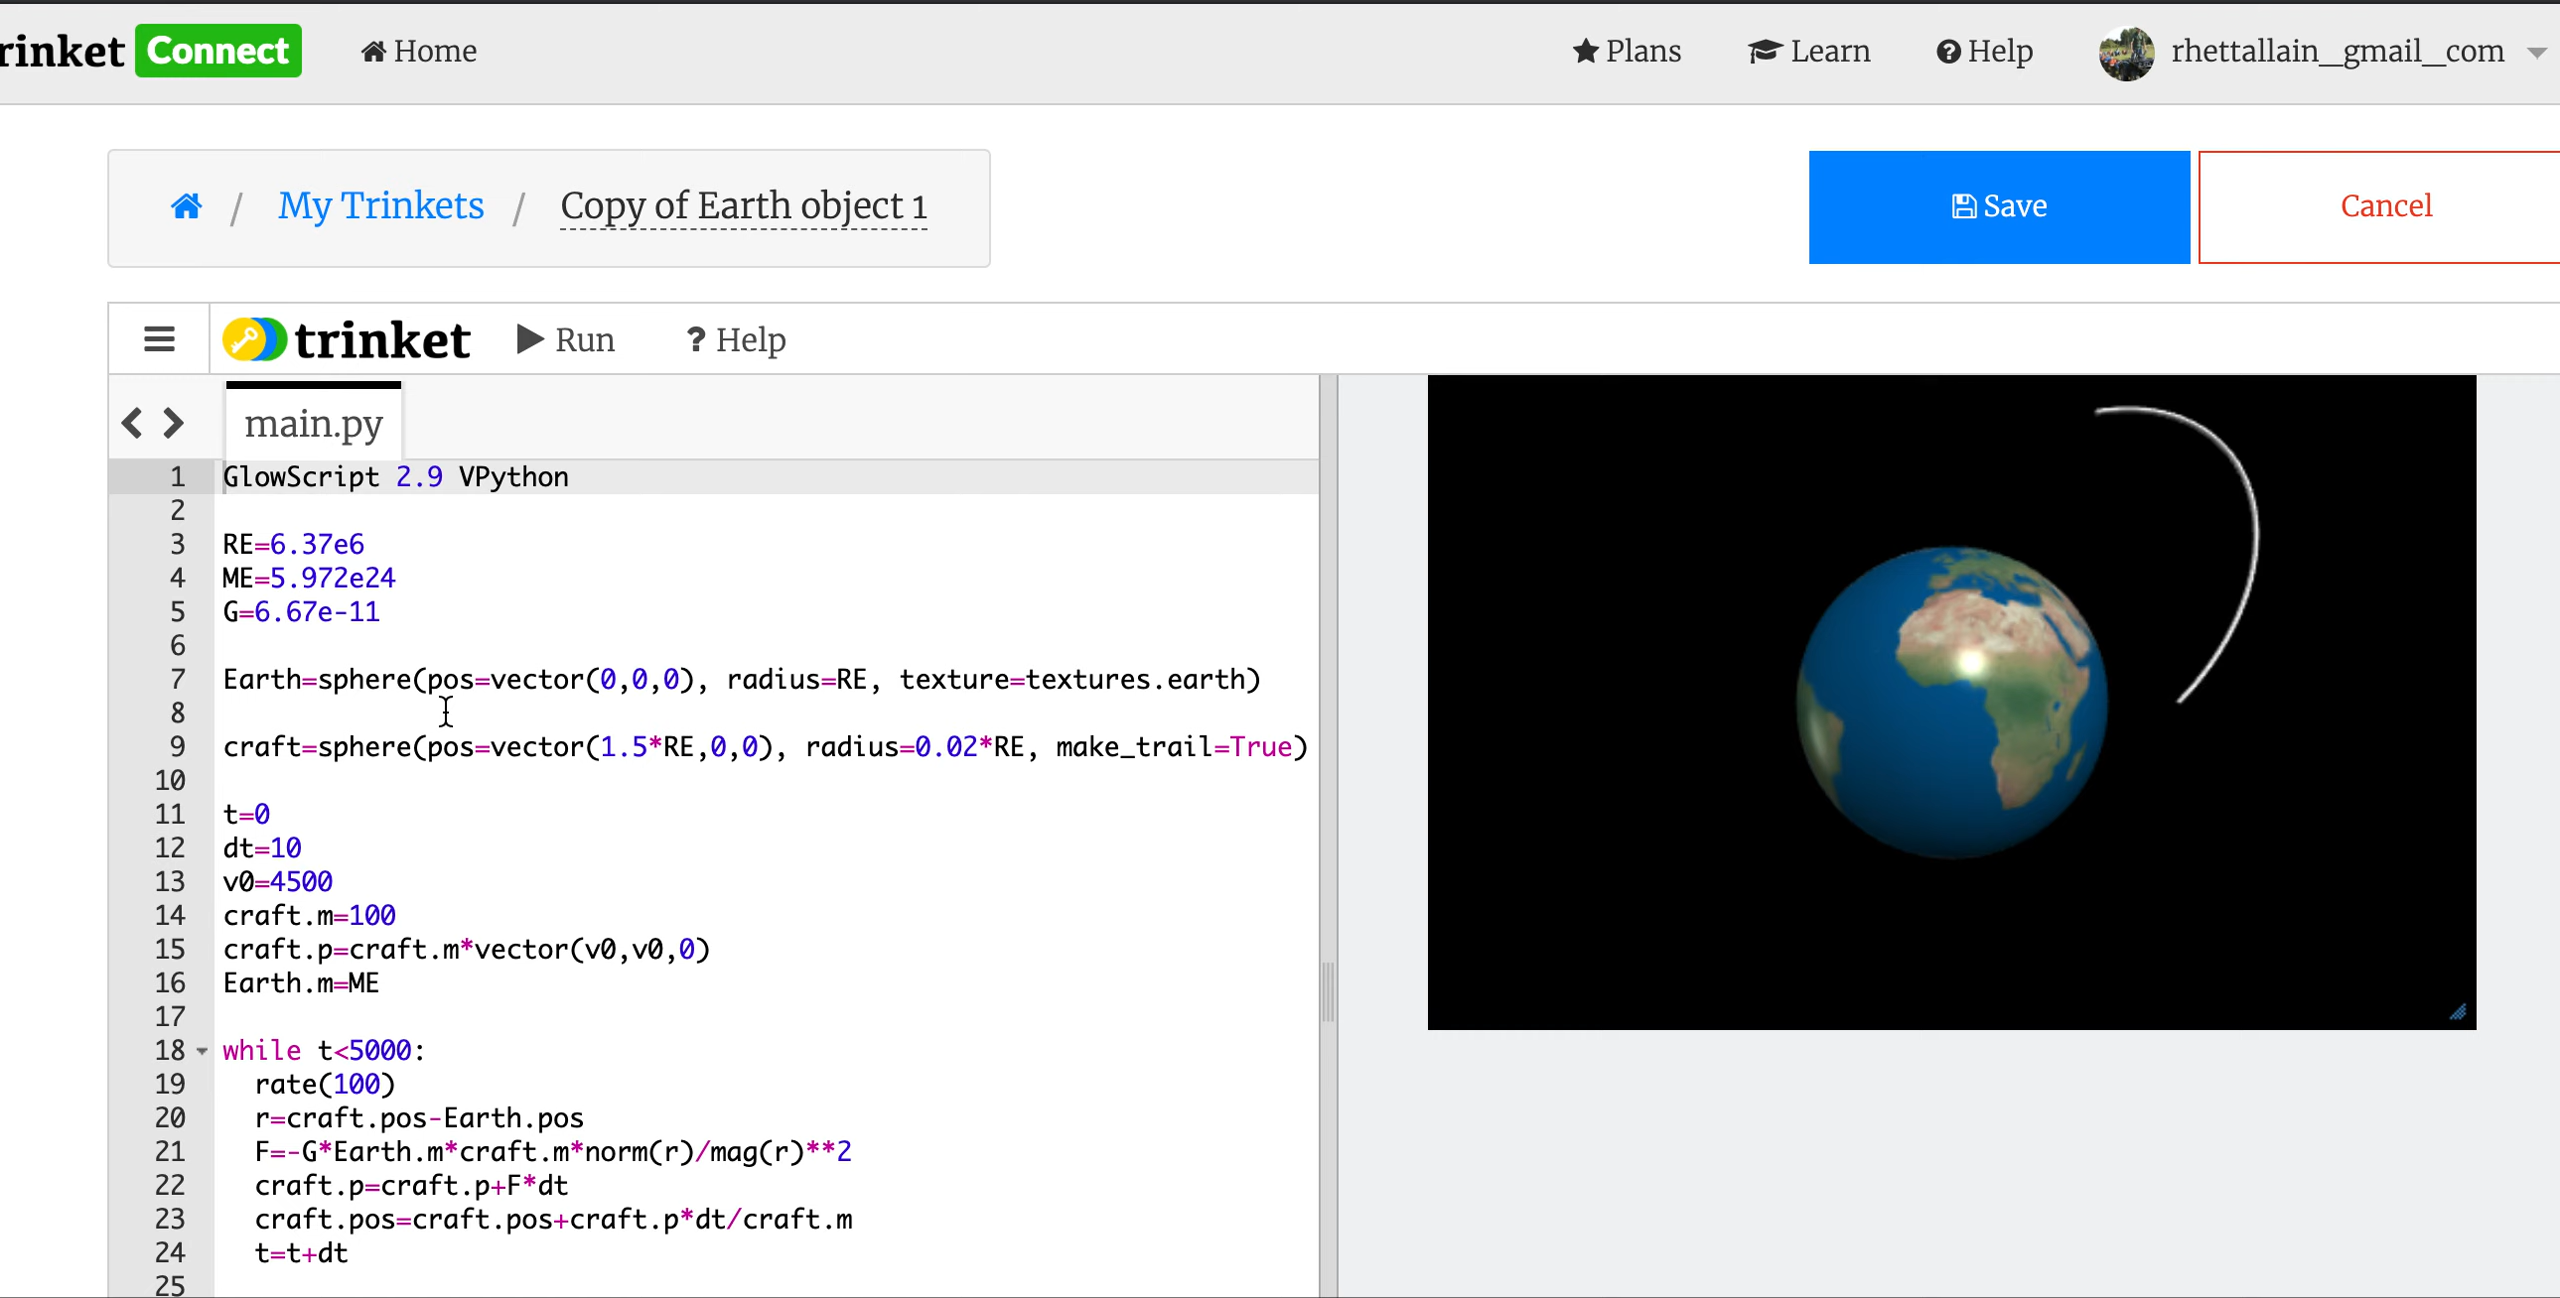 rinket Connect Home Plans Learn Help rhettallain_gmail_com
/ My Trinkets / Copy of Earth object 1 Save Cancel
trinket Run ? Help
main.py
1 GlowScript 2.9 VPython
2
3 RE=6.37e6
4 ME=5.972e24
5 G=6.67e-11
6
7 Earth=sphere(pos=vector(0,0,0), radius=RE, texture=textures.earth)
8
9 craft=sphere(pos=vector(1.5*RE,0,0), radius=0.02*RE, make_trail=True)
10
11 t=0
12 dt=10
13 v0=4500
14 craft.m=100
15 craft.p=craft.m*vector(v0,v0,0)
16 Earth.m=ME
17
18 while t<5000:
19 rate(100)
20 r=craft.pos-Earth.pos
21 F=-G*Earth.m*craft.m*norm(r)/mag(r)**2
22 craft.p=craft.p+F*dt
23 craft.pos=craft.pos+craft.p*dt/craft.m
24 t=t+dt
25